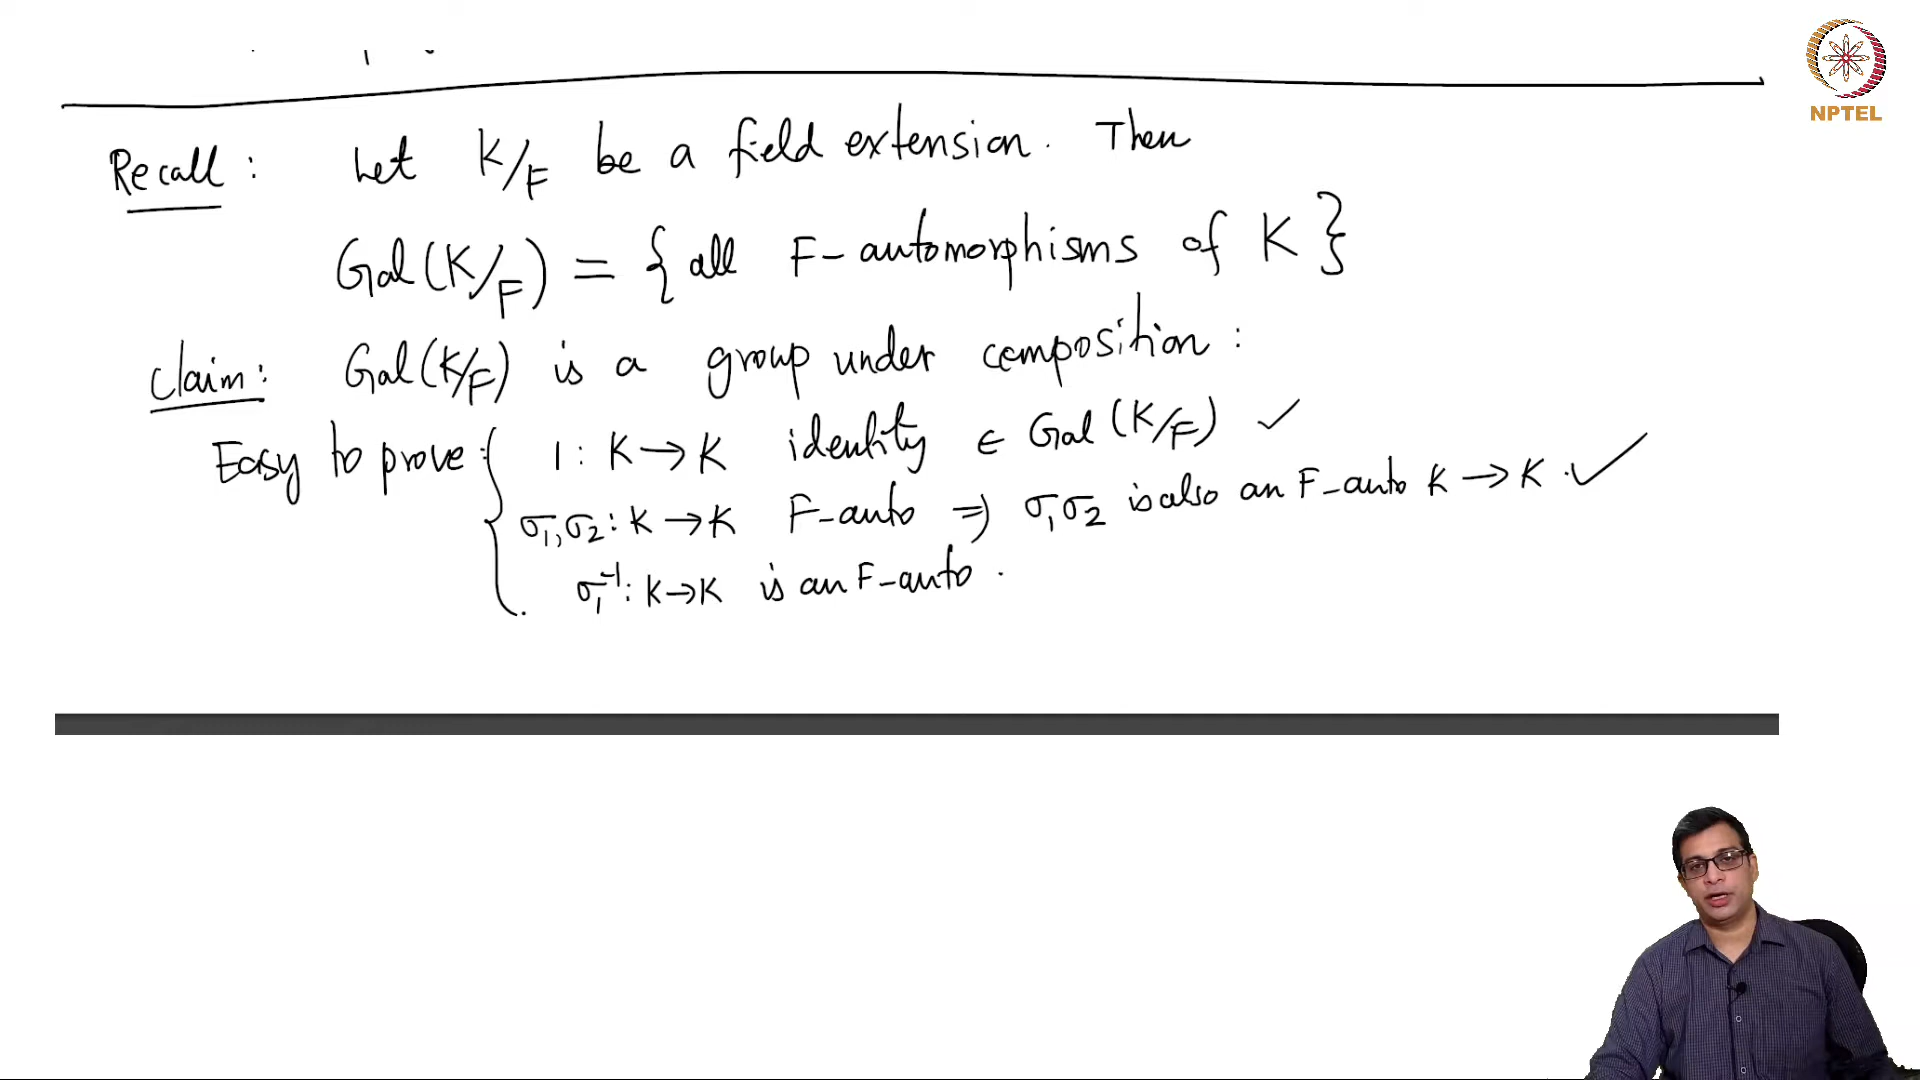 NPTEL
Recall : Let K/F be a field extension. Then
Gal(K/F) = { all F-automorphisms of K }
Claim: Gal(K/F) is a group under composition :
Easy to prove : { 1 : K → K identity ∈ Gal (K/F) ✓
σ₁, σ₂ : K → K F-auto ⇒ σ₁σ₂ is also an F-auto K → K . ✓
σ₁⁻¹ : K → K is an F-auto .